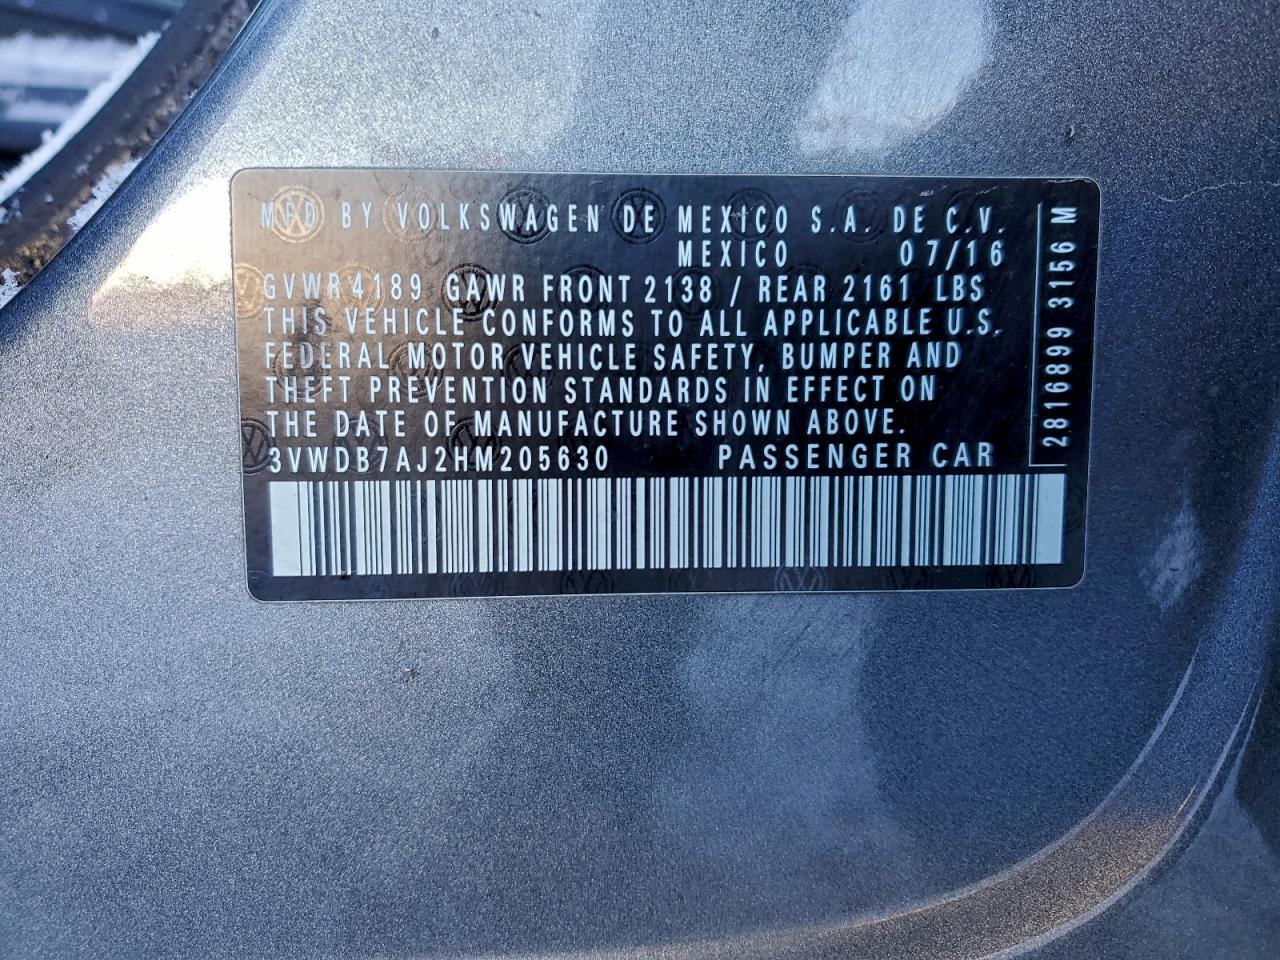 MFD BY VOLKSWAGEN DE MEXICO S.A. DE C.V.
MEXICO 07/16
GVWR 4189 GAWR FRONT 2138 / REAR 2161 LBS
THIS VEHICLE CONFORMS TO ALL APPLICABLE U.S.
FEDERAL MOTOR VEHICLE SAFETY, BUMPER AND
THEFT PREVENTION STANDARDS IN EFFECT ON
THE DATE OF MANUFACTURE SHOWN ABOVE.
3VWDB7AJ2HM205630 PASSENGER CAR
2816899 3156 M